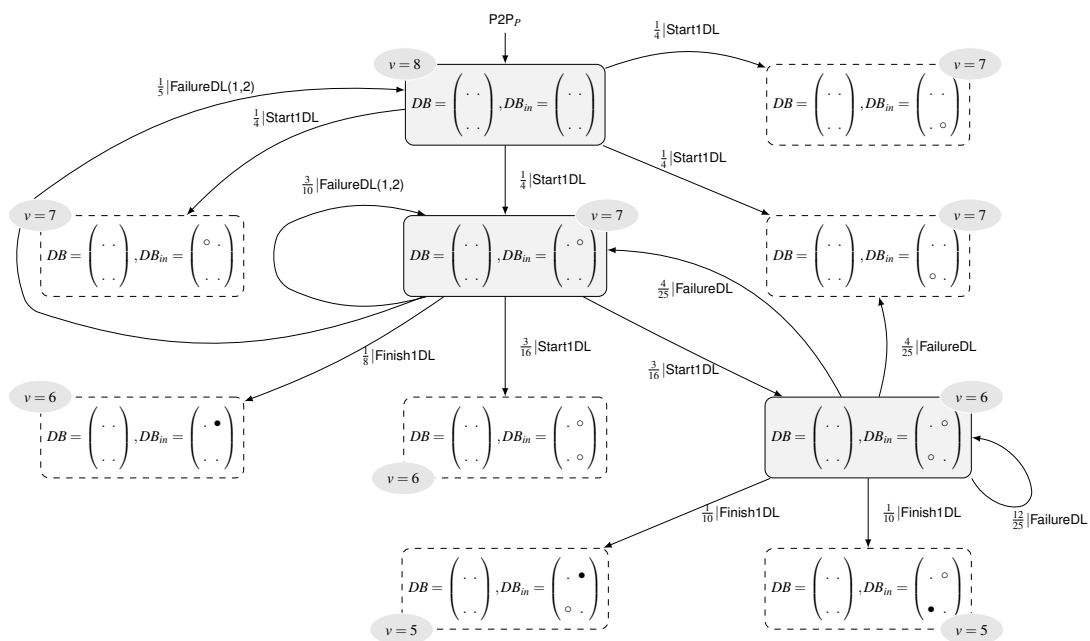 P2P_P
1/4|Start1DL
v = 8
v = 7
1/5|FailureDL(1,2)
DB = ( . . / . . ), DB_in = ( . . / . . )
DB = ( . . / . . ), DB_in = ( . . / . ○ )
1/4|Start1DL
1/4|Start1DL
3/10|FailureDL(1,2)
1/4|Start1DL
v = 7
v = 7
v = 7
DB = ( . . / . . ), DB_in = ( ○ . / . . )
DB = ( . . / . . ), DB_in = ( . ○ / . . )
DB = ( . . / . . ), DB_in = ( . . / ○ . )
4/25|FailureDL
1/8|Finish1DL
3/16|Start1DL
3/16|Start1DL
4/25|FailureDL
v = 6
v = 6
DB = ( . . / . . ), DB_in = ( . ● / . . )
DB = ( . . / . . ), DB_in = ( . ○ / . ○ )
DB = ( . . / . . ), DB_in = ( . ○ / ○ . )
v = 6
1/10|Finish1DL
1/10|Finish1DL
12/25|FailureDL
DB = ( . . / . . ), DB_in = ( . ● / ○ . )
DB = ( . . / . . ), DB_in = ( . ○ / ● . )
v = 5
v = 5